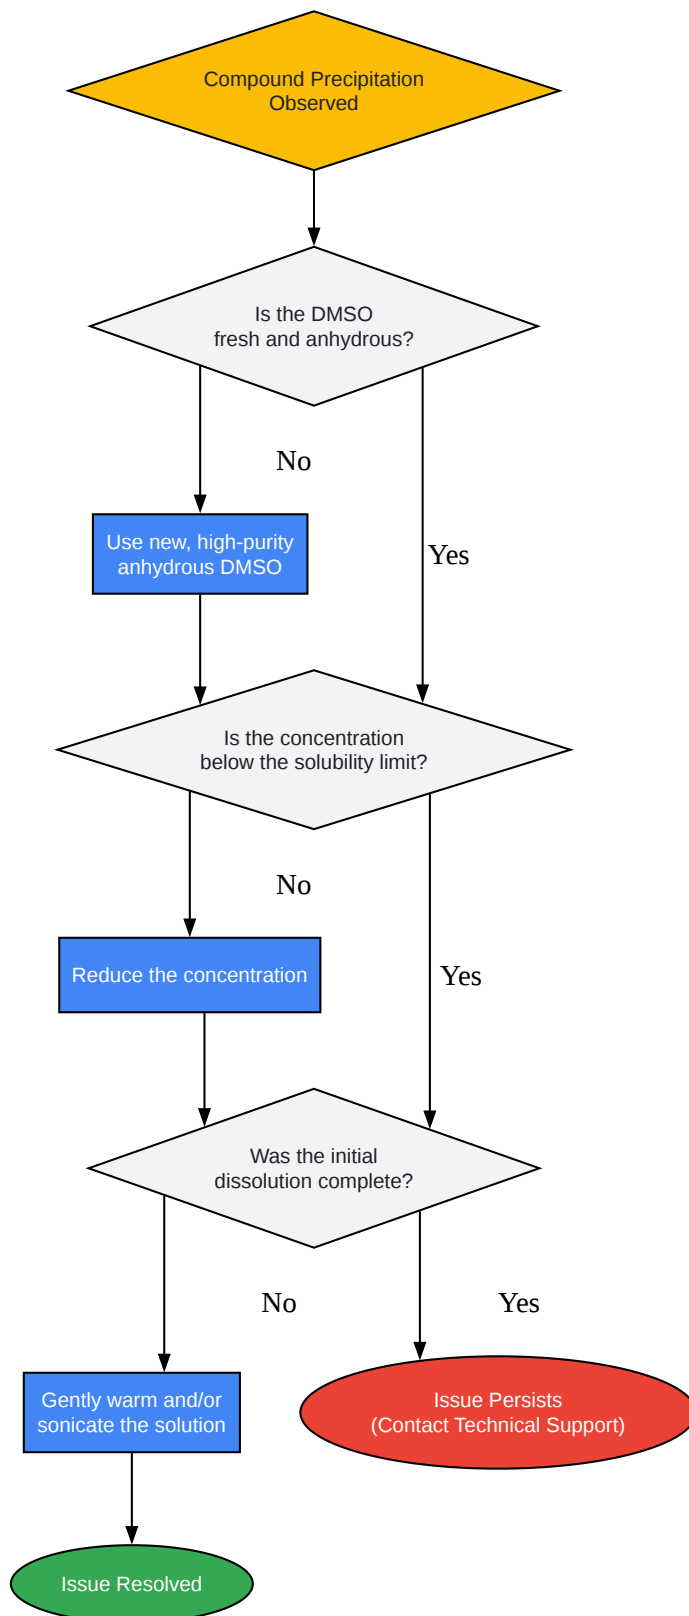 Compound Precipitation
Observed
Is the DMSO
fresh and anhydrous?
No
Use new, high-purity
anhydrous DMSO
Yes
Is the concentration
below the solubility limit?
No
Reduce the concentration
Yes
Was the initial
dissolution complete?
No
Yes
Gently warm and/or
sonicate the solution
Issue Persists
(Contact Technical Support)
Issue Resolved